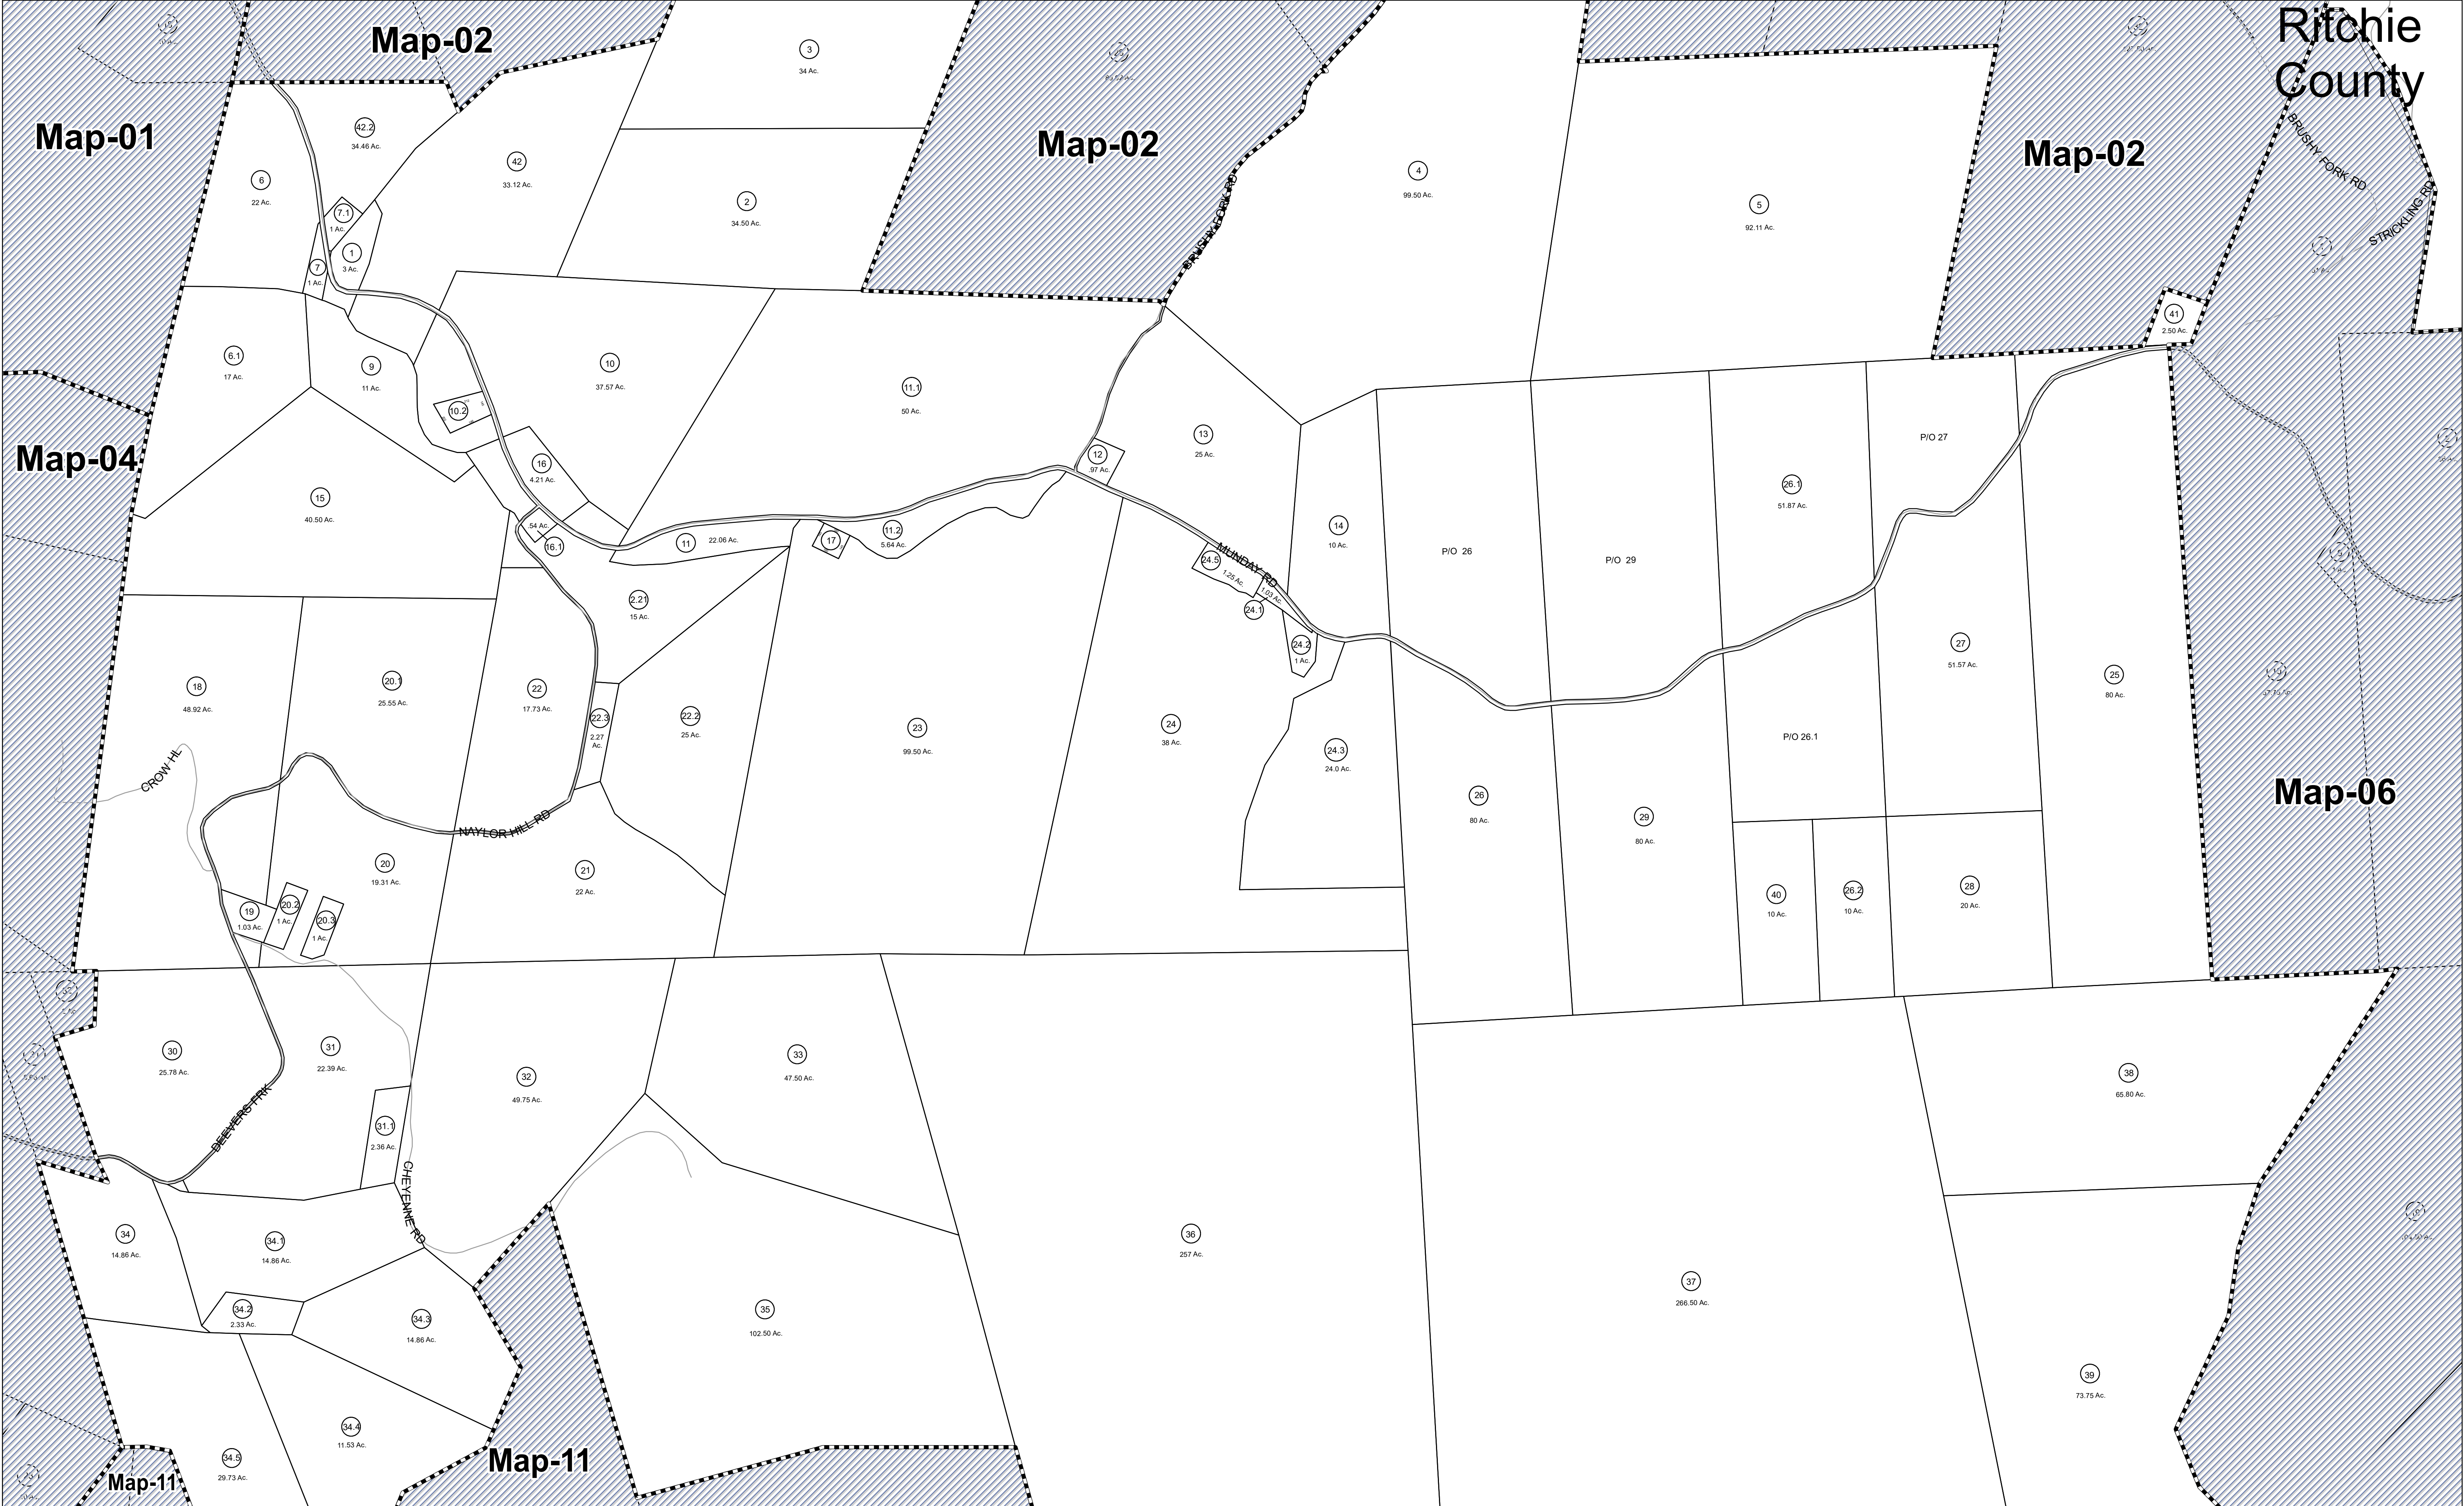 Ritchie
County
Map-02
Map-02
Map-02
Map-01
Map-04
Map-06
Map-11
Map-11
BRUSHY FORK RD
STRICKLING RD
BRUSHY FORK RD
3
34 Ac.
42.2
34.46 Ac.
42
33.12 Ac.
6
22 Ac.
2
34.50 Ac.
4
99.50 Ac.
5
92.11 Ac.
7.1
1 Ac.
1
3 Ac.
7
1 Ac.
41
2.50 Ac.
6.1
17 Ac.
9
11 Ac.
10
37.57 Ac.
11.1
50 Ac.
10.2
13
25 Ac.
12
.97 Ac.
P/O 27
16
4.21 Ac.
26.1
51.87 Ac.
15
40.50 Ac.
.54 Ac.
16.1
11
22.06 Ac.
17
11.2
5.64 Ac.
14
10 Ac.
P/O 26
P/O 29
MUNDAY RD
24.5
1.25 Ac.
1.03 Ac.
24.1
24.2
1 Ac.
2.21
15 Ac.
27
51.57 Ac.
25
80 Ac.
18
48.92 Ac.
20.1
25.55 Ac.
22
17.73 Ac.
22.3
2.27
Ac.
22.2
25 Ac.
23
99.50 Ac.
24
38 Ac.
24.3
24.0 Ac.
P/O 26.1
CROW HL
NAYLOR HILL RD
26
80 Ac.
29
80 Ac.
20
19.31 Ac.
21
22 Ac.
19
1.03 Ac.
20.2
1 Ac.
20.3
1 Ac.
40
10 Ac.
26.2
10 Ac.
28
20 Ac.
30
25.78 Ac.
31
22.39 Ac.
32
49.75 Ac.
33
47.50 Ac.
38
65.80 Ac.
DEEVERS FRK
31.1
2.36 Ac.
CHEYENNE RD
34
14.86 Ac.
34.1
14.86 Ac.
36
257 Ac.
37
266.50 Ac.
34.2
2.33 Ac.
34.3
14.86 Ac.
35
102.50 Ac.
39
73.75 Ac.
34.4
11.53 Ac.
34.5
29.73 Ac.